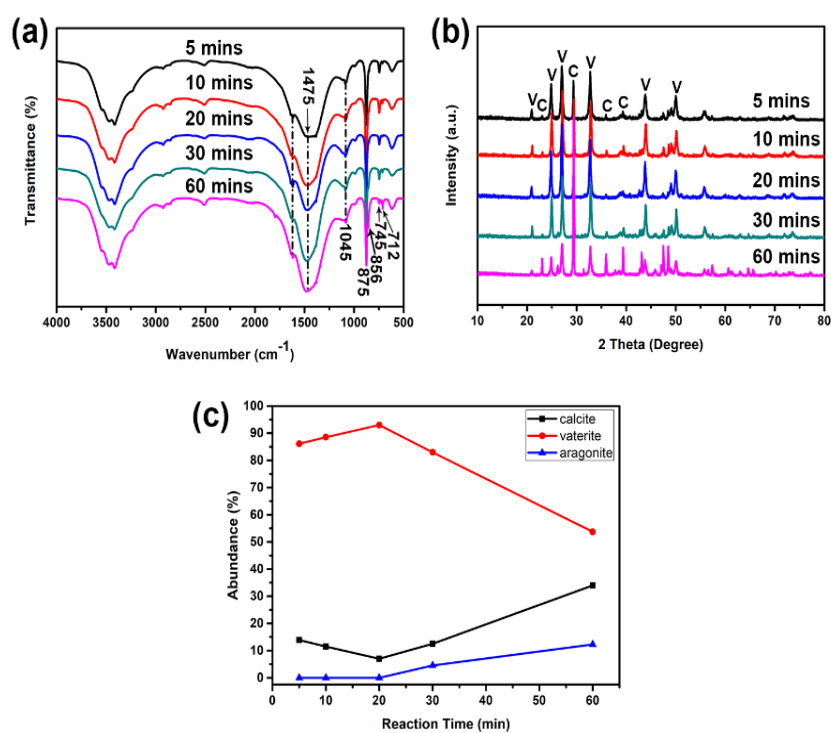 (a)
5 mins
10 mins
20 mins
30 mins
60 mins
1475
1045
875
856
745
712
Transmittance (%)
4000 3500 3000 2500 2000 1500 1000 500
Wavenumber (cm⁻¹)
(b)
V C V V C V C C V V
5 mins
10 mins
20 mins
30 mins
60 mins
Intensity (a.u.)
10 20 30 40 50 60 70 80
2 Theta (Degree)
(c)
calcite
vaterite
aragonite
100
90
80
70
60
50
40
30
20
10
0
Abundance (%)
0 10 20 30 40 50 60
Reaction Time (min)